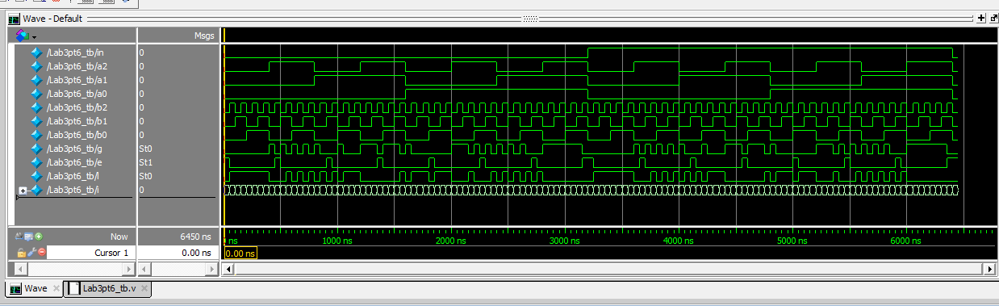 Wave - Default
Msgs
/Lab3pt6_tb/in 0
/Lab3pt6_tb/a2 0
/Lab3pt6_tb/a1 0
/Lab3pt6_tb/a0 0
/Lab3pt6_tb/b2 0
/Lab3pt6_tb/b1 0
/Lab3pt6_tb/b0 0
/Lab3pt6_tb/g St0
/Lab3pt6_tb/e St1
/Lab3pt6_tb/l St0
/Lab3pt6_tb/i 0
Now 6450 ns ns 1000 ns 2000 ns 3000 ns 4000 ns 5000 ns 6000 ns
Cursor 1 0.00 ns 0.00 ns
Wave Lab3pt6_tb.v